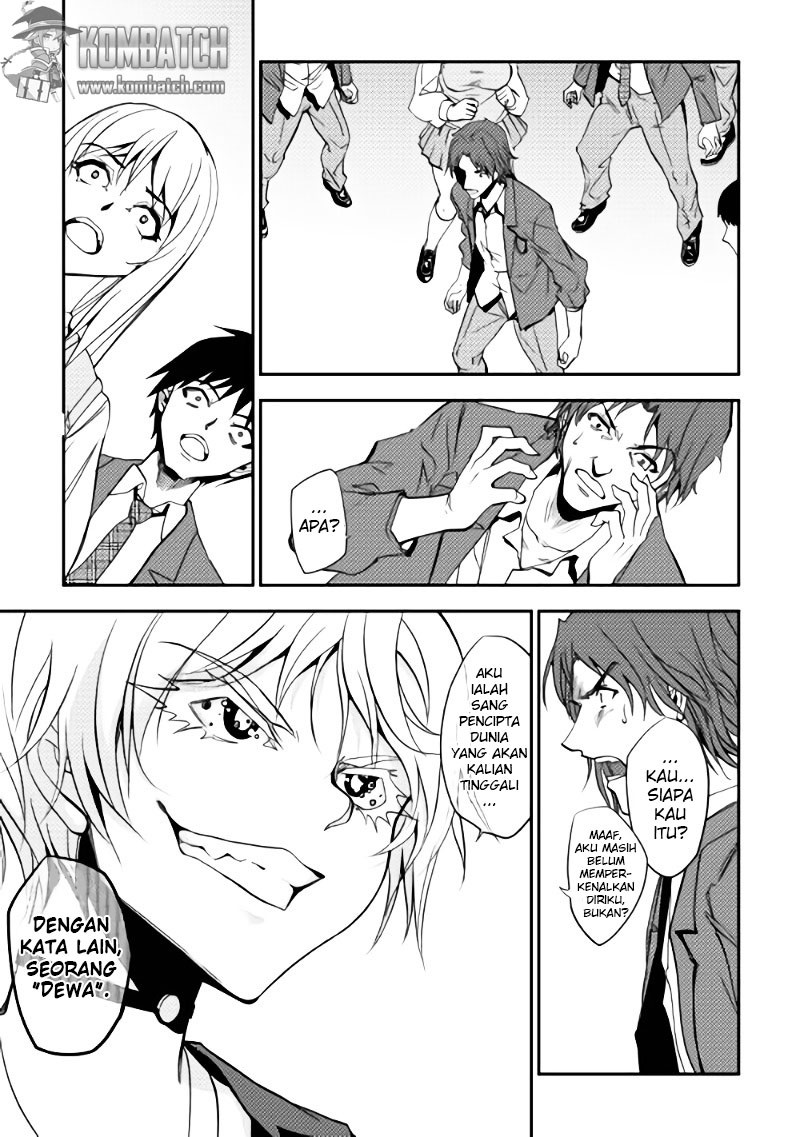 KOMBATCH
www.kombatch.com
...
APA?
...
KAU...
SIAPA
KAU
ITU?
MAAF,
AKU MASIH
BELUM
MEMPER-
KENALKAN
DIRIKU,
BUKAN?
AKU
IALAH
SANG
PENCIPTA
DUNIA
YANG AKAN
KALIAN
TINGGALI
...
DENGAN
KATA LAIN,
SEORANG
"DEWA".